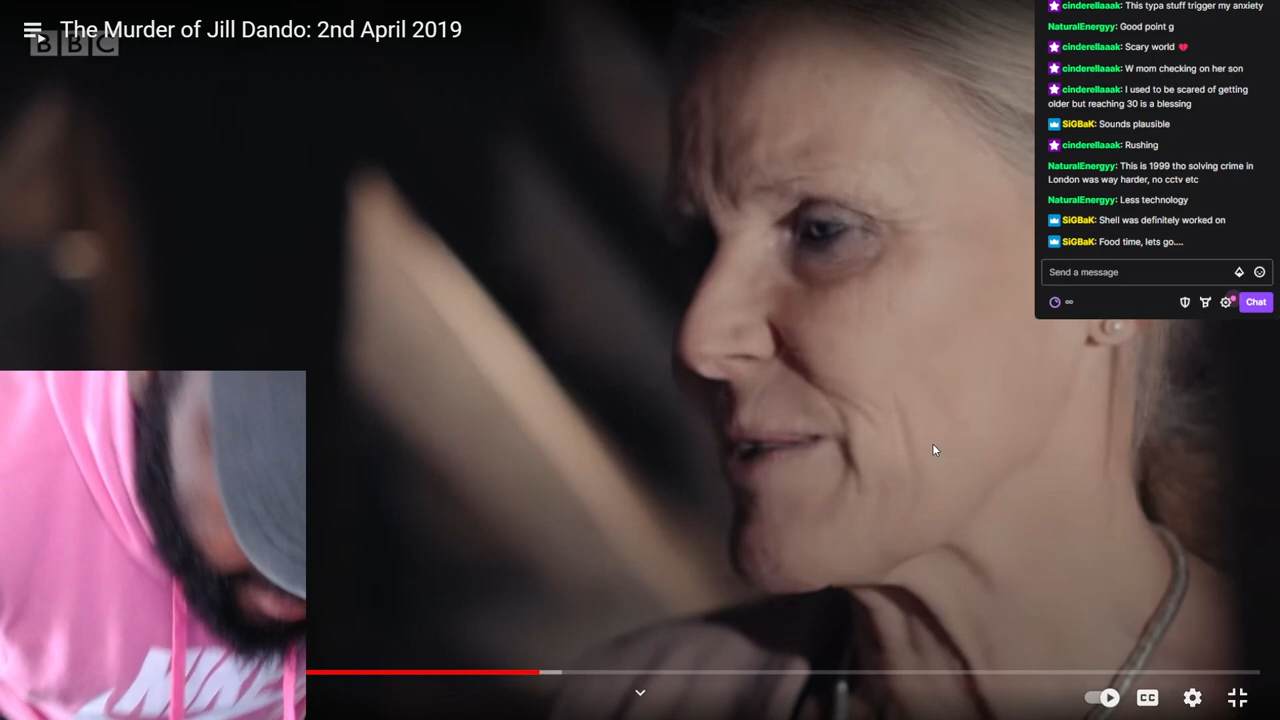 The Murder of Jill Dando: 2nd April 2019
BBC
cinderellaaak: This typa stuff trigger my anxiety
NaturalEnergyy: Good point g
cinderellaaak: Scary world 💔
cinderellaaak: W mom checking on her son
cinderellaaak: I used to be scared of getting
older but reaching 30 is a blessing
SiGBaK: Sounds plausible
cinderellaaak: Rushing
NaturalEnergyy: This is 1999 tho solving crime in
London was way harder, no cctv etc
NaturalEnergyy: Less technology
SiGBaK: Shell was definitely worked on
SiGBaK: Food time, lets go....
Send a message
∞
Chat
NIKE
CC